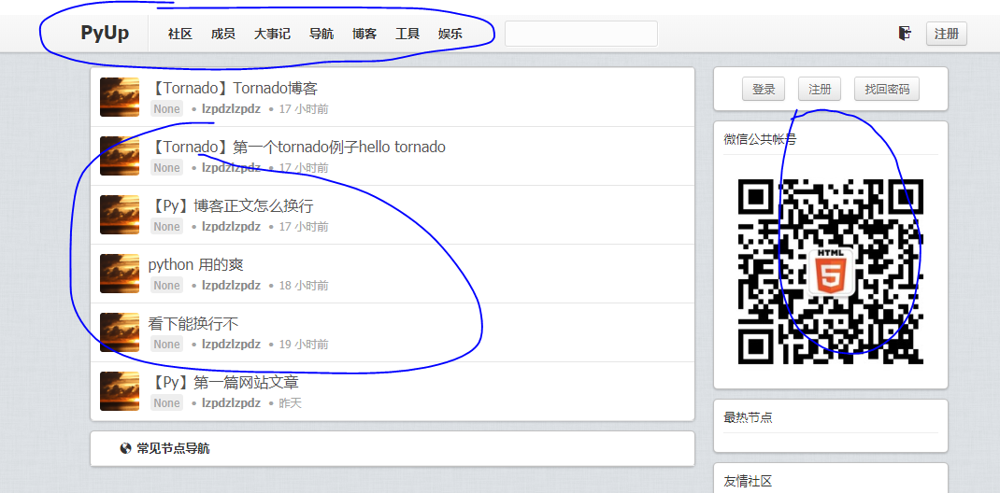 PyUp 社区 成员 大事记 导航 博客 工具 娱乐 注册
【Tornado】Tornado博客
None • lzpdzlzpdz • 17 小时前
【Tornado】第一个tornado例子hello tornado
None • lzpdzlzpdz • 17 小时前
【Py】博客正文怎么换行
None • lzpdzlzpdz • 17 小时前
python 用的爽
None • lzpdzlzpdz • 18 小时前
看下能换行不
None • lzpdzlzpdz • 19 小时前
【Py】第一篇网站文章
None • lzpdzlzpdz • 昨天
常见节点导航
登录 注册 找回密码
微信公共帐号
HTML
5
最热节点
友情社区